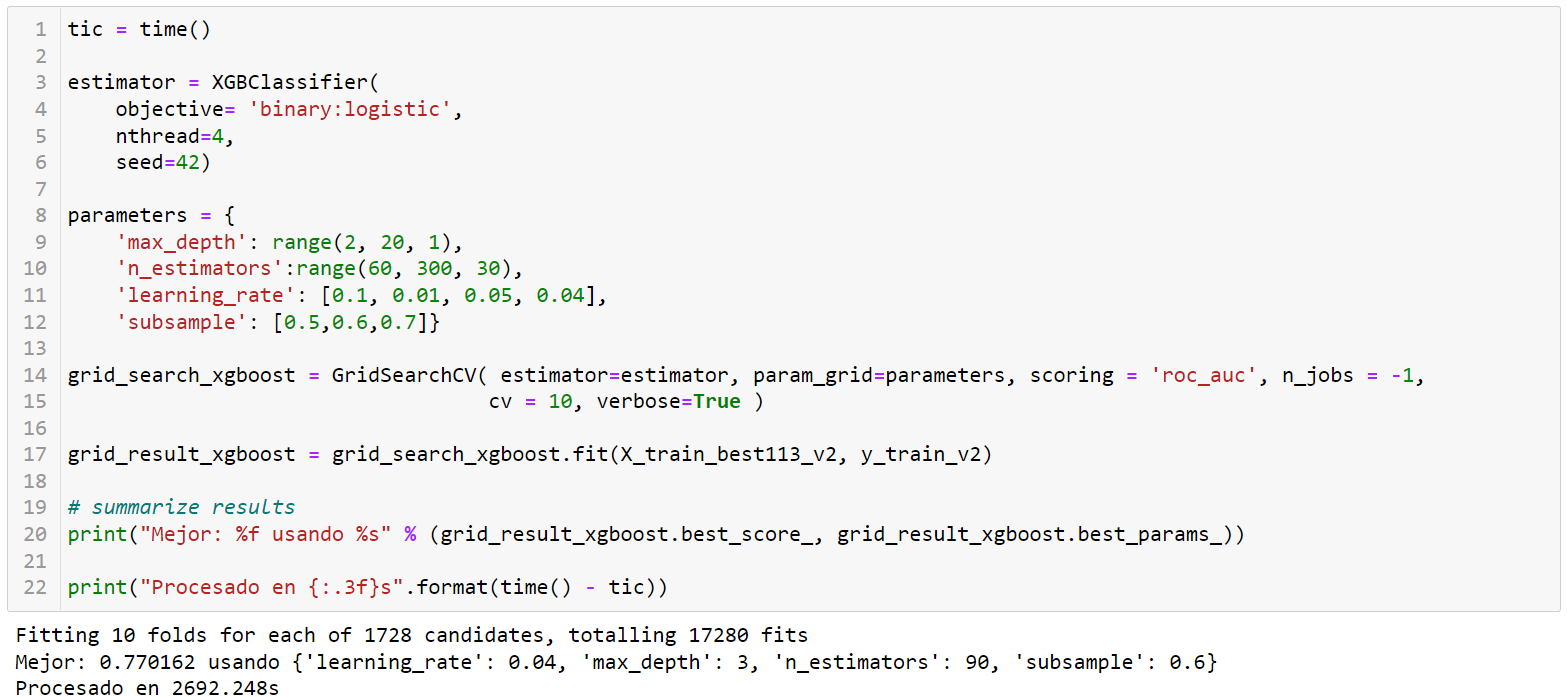 1 tic = time()
2
3 estimator = XGBClassifier(
4     objective= 'binary:logistic',
5     nthread=4,
6     seed=42)
7
8 parameters = {
9     'max_depth': range(2, 20, 1),
10     'n_estimators':range(60, 300, 30),
11     'learning_rate': [0.1, 0.01, 0.05, 0.04],
12     'subsample': [0.5,0.6,0.7]}
13
14 grid_search_xgboost = GridSearchCV( estimator=estimator, param_grid=parameters, scoring = 'roc_auc', n_jobs = -1,
15                                    cv = 10, verbose=True )
16
17 grid_result_xgboost = grid_search_xgboost.fit(X_train_best113_v2, y_train_v2)
18
19 # summarize results
20 print("Mejor: %f usando %s" % (grid_result_xgboost.best_score_, grid_result_xgboost.best_params_))
21
22 print("Procesado en {:.3f}s".format(time() - tic))
Fitting 10 folds for each of 1728 candidates, totalling 17280 fits
Mejor: 0.770162 usando {'learning_rate': 0.04, 'max_depth': 3, 'n_estimators': 90, 'subsample': 0.6}
Procesado en 2692.248s